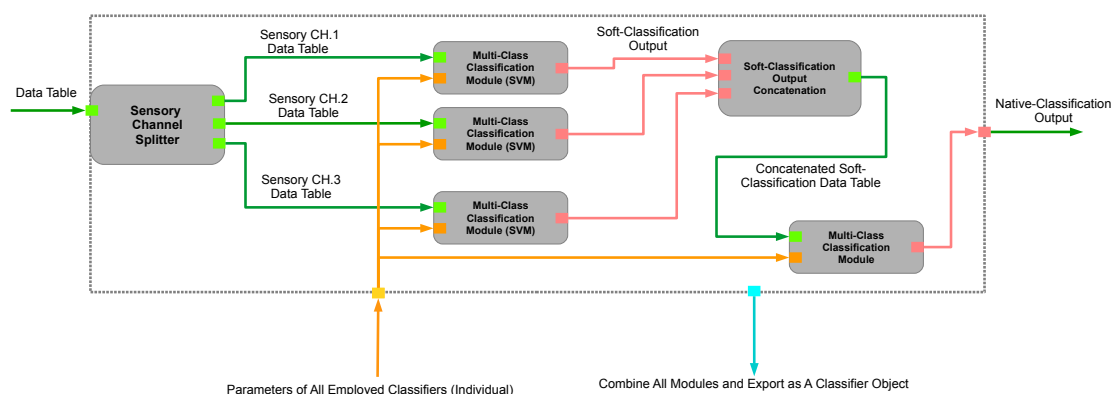 Sensory CH.1
Data Table
Soft-Classification
Output
Multi-Class
Classification
Module (SVM)
Soft-Classification
Output
Concatenation
Data Table
Sensory
Channel
Splitter
Sensory CH.2
Data Table
Multi-Class
Classification
Module (SVM)
Native-Classification
Output
Sensory CH.3
Data Table
Multi-Class
Classification
Module (SVM)
Concatenated Soft-
Classification Data Table
Multi-Class
Classification
Module
Parameters of All Employed Classifiers (Individual)
Combine All Modules and Export as A Classifier Object